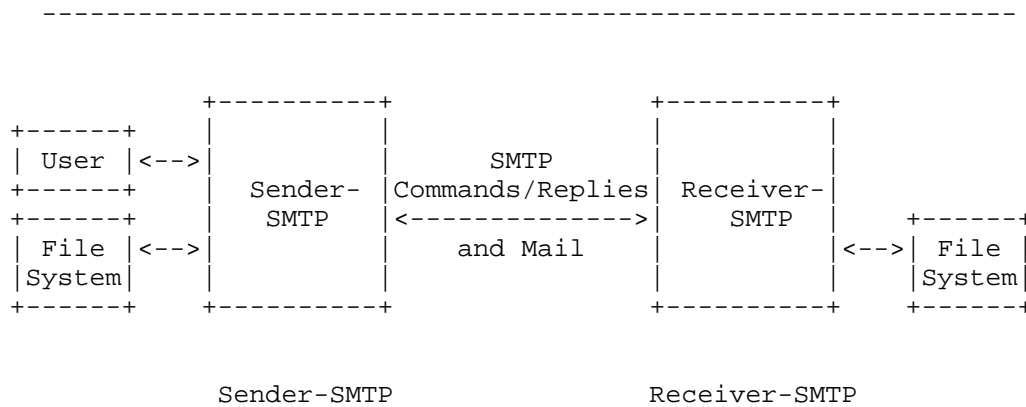 -------------------------------------------------------------
            +----------+                +----------+
+------+    |          |                |          |
| User |<-->|          |      SMTP      |          |
+------+    |  Sender- |Commands/Replies| Receiver-|
+------+    |   SMTP   |<-------------->|    SMTP  |    +------+
| File |<-->|          |    and Mail    |          |<-->| File |
|System|    |          |                |          |    |System|
+------+    +----------+                +----------+    +------+
             Sender-SMTP                Receiver-SMTP